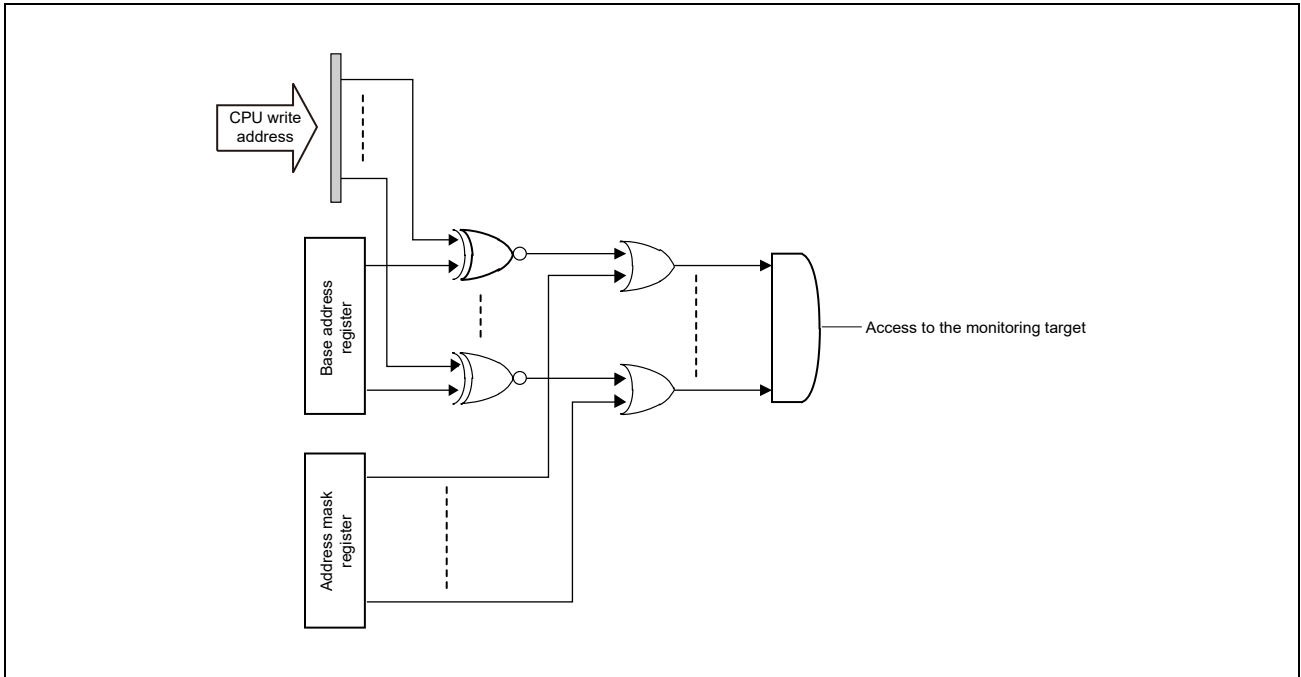 CPU write
address
Base address
register
Access to the monitoring target
Address mask
register